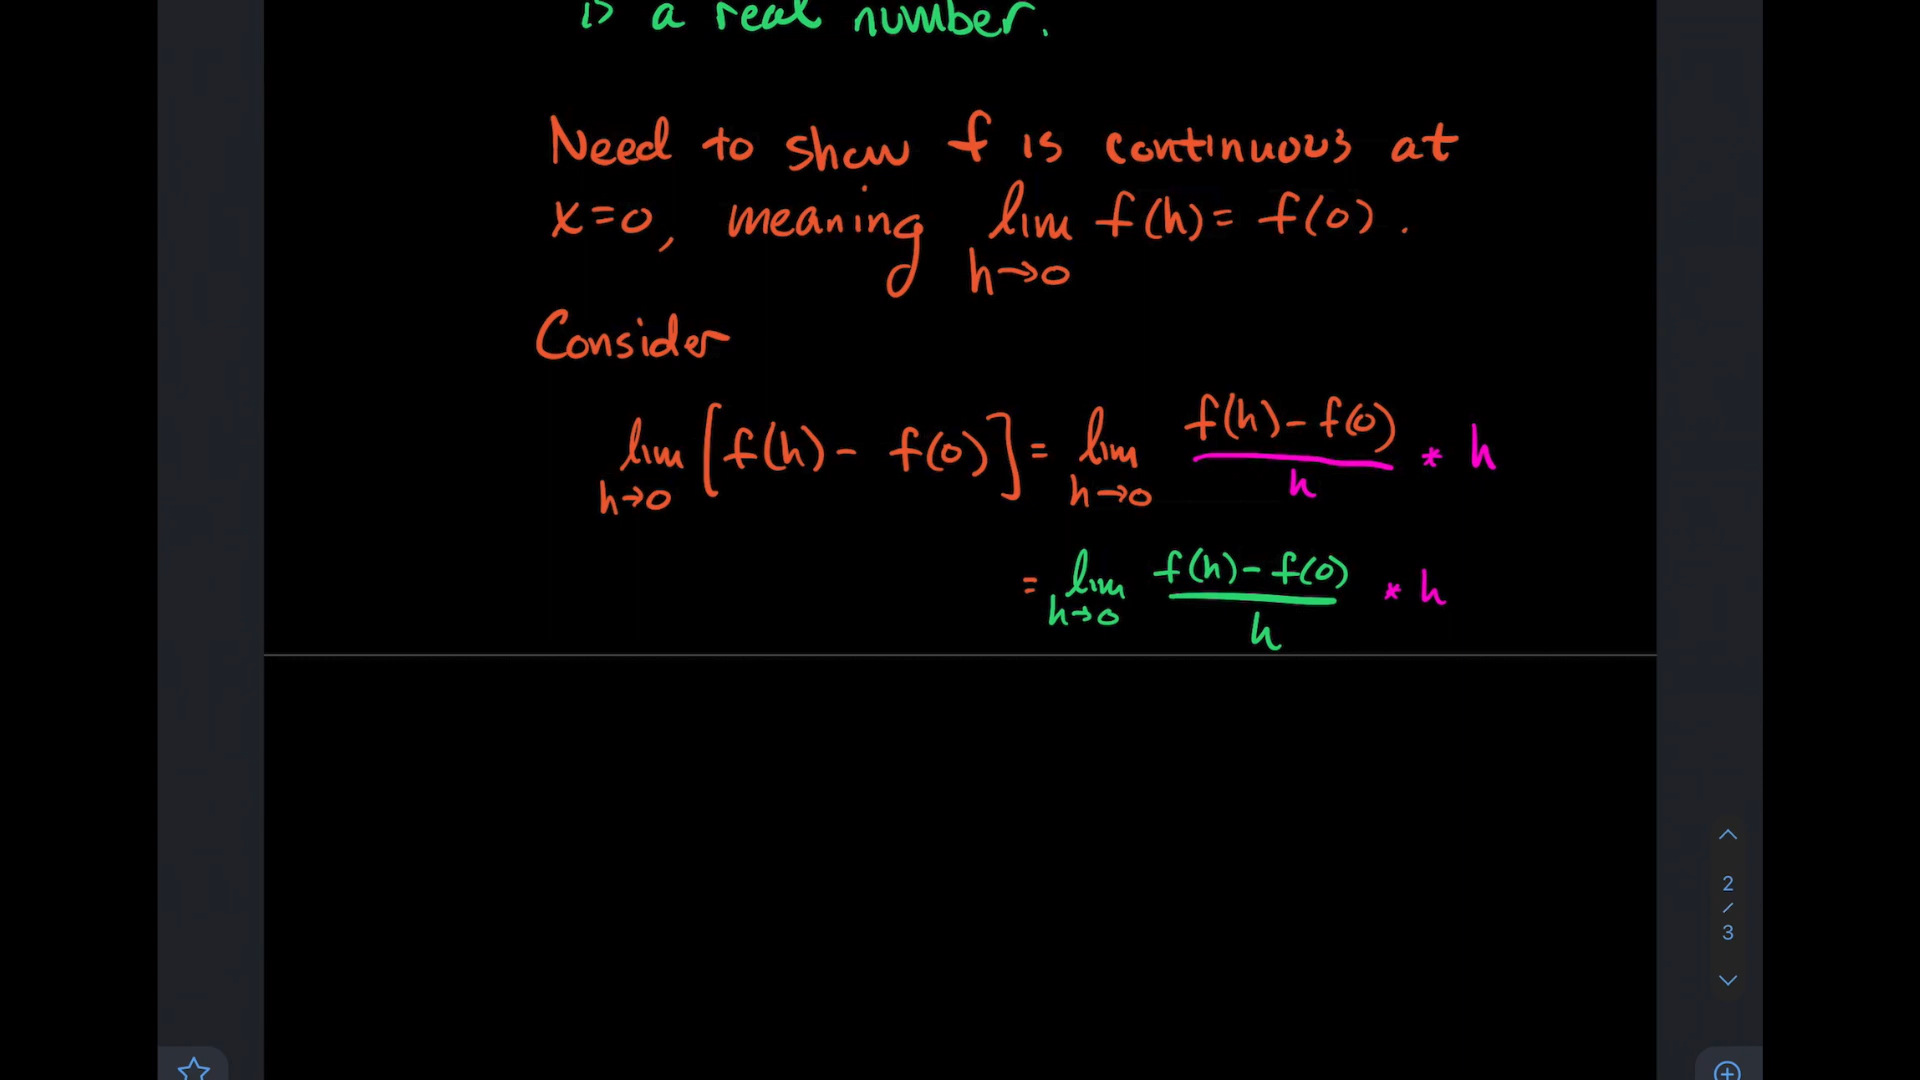 is a real number.
Need to show f is continuous at
x=0, meaning lim f(h)= f(0).
h→0
Consider
lim [f(h) - f(0)] = lim f(h)-f(0) * h
h→0 h→0 h
= lim f(h)-f(0) * h
h→0 h
2
/
3